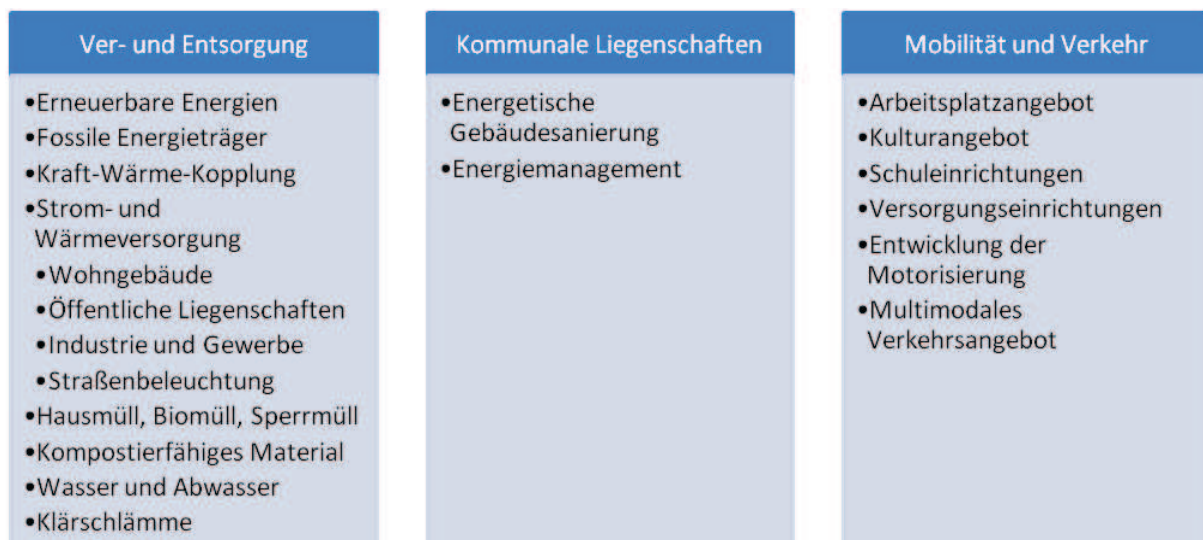 Ver- und Entsorgung
•Erneuerbare Energien
•Fossile Energieträger
•Kraft-Wärme-Kopplung
•Strom- und
Wärmeversorgung
•Wohngebäude
•Öffentliche Liegenschaften
•Industrie und Gewerbe
•Straßenbeleuchtung
•Hausmüll, Biomüll, Sperrmüll
•Kompostierfähiges Material
•Wasser und Abwasser
•Klärschlämme
Kommunale Liegenschaften
•Energetische
Gebäudesanierung
•Energiemanagement
Mobilität und Verkehr
•Arbeitsplatzangebot
•Kulturangebot
•Schuleinrichtungen
•Versorgungseinrichtungen
•Entwicklung der
Motorisierung
•Multimodales
Verkehrsangebot